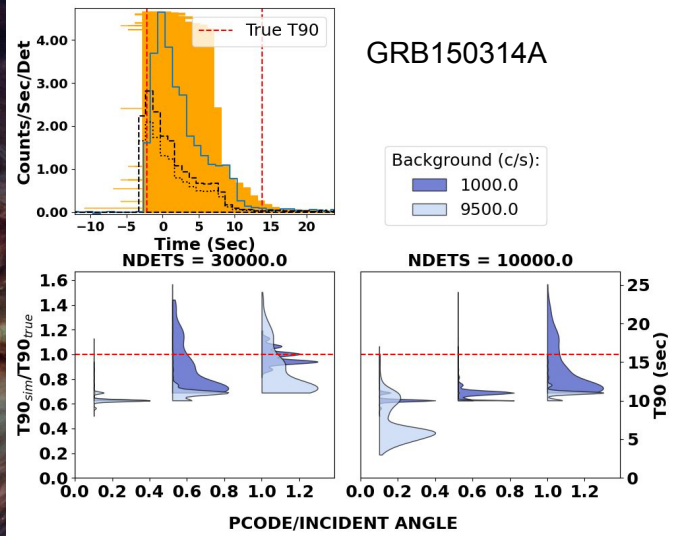 GRB150314A
True T90
Counts/Sec/Det
4.00
3.00
2.00
1.00
0.00
−10 −5 0 5 10 15 20
Time (Sec)
Background (c/s):
1000.0
9500.0
NDETS = 30000.0
NDETS = 10000.0
T90sim/T90true
1.6
1.4
1.2
1.0
0.8
0.6
0.4
0.2
0.0
0.0 0.2 0.4 0.6 0.8 1.0 1.2
0.0 0.2 0.4 0.6 0.8 1.0 1.2
25
20
15
10
5
0
T90 (sec)
PCODE/INCIDENT ANGLE